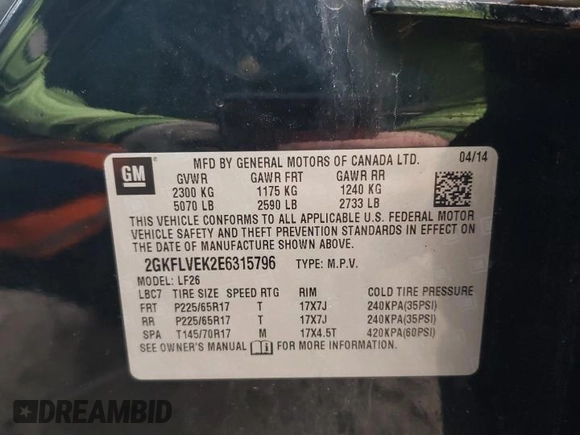 GM
MFD BY GENERAL MOTORS OF CANADA LTD. 04/14
GVWR GAWR FRT GAWR RR
2300 KG 1175 KG 1240 KG
5070 LB 2590 LB 2733 LB
THIS VEHICLE CONFORMS TO ALL APPLICABLE U.S. FEDERAL MOTOR
VEHICLE SAFETY AND THEFT PREVENTION STANDARDS IN EFFECT ON
THE DATE OF MANUFACTURE SHOWN ABOVE.
2GKFLVEK2E6315796 TYPE: M.P.V.
MODEL: LF26
LBC7 TIRE SIZE SPEED RTG RIM COLD TIRE PRESSURE
FRT P225/65R17 T 17X7J 240KPA(35PSI)
RR P225/65R17 T 17X7J 240KPA(35PSI)
SPA T145/70R17 M 17X4.5T 420KPA(60PSI)
SEE OWNER'S MANUAL FOR MORE INFORMATION.
DREAMBID